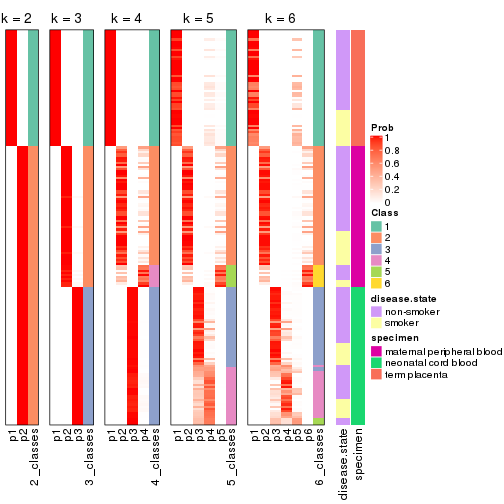 k = 2 k = 3 k = 4 k = 5 k = 6
Prob
1
0.8
0.6
0.4
0.2
0
Class
1
2
3
4
5
6
disease.state
non-smoker
smoker
specimen
maternal peripheral blood
neonatal cord blood
term placenta
p1 p2 2_classes p1 p2 p3 3_classes p1 p2 p3 p4 4_classes p1 p2 p3 p4 p5 5_classes p1 p2 p3 p4 p5 p6 6_classes disease.state specimen